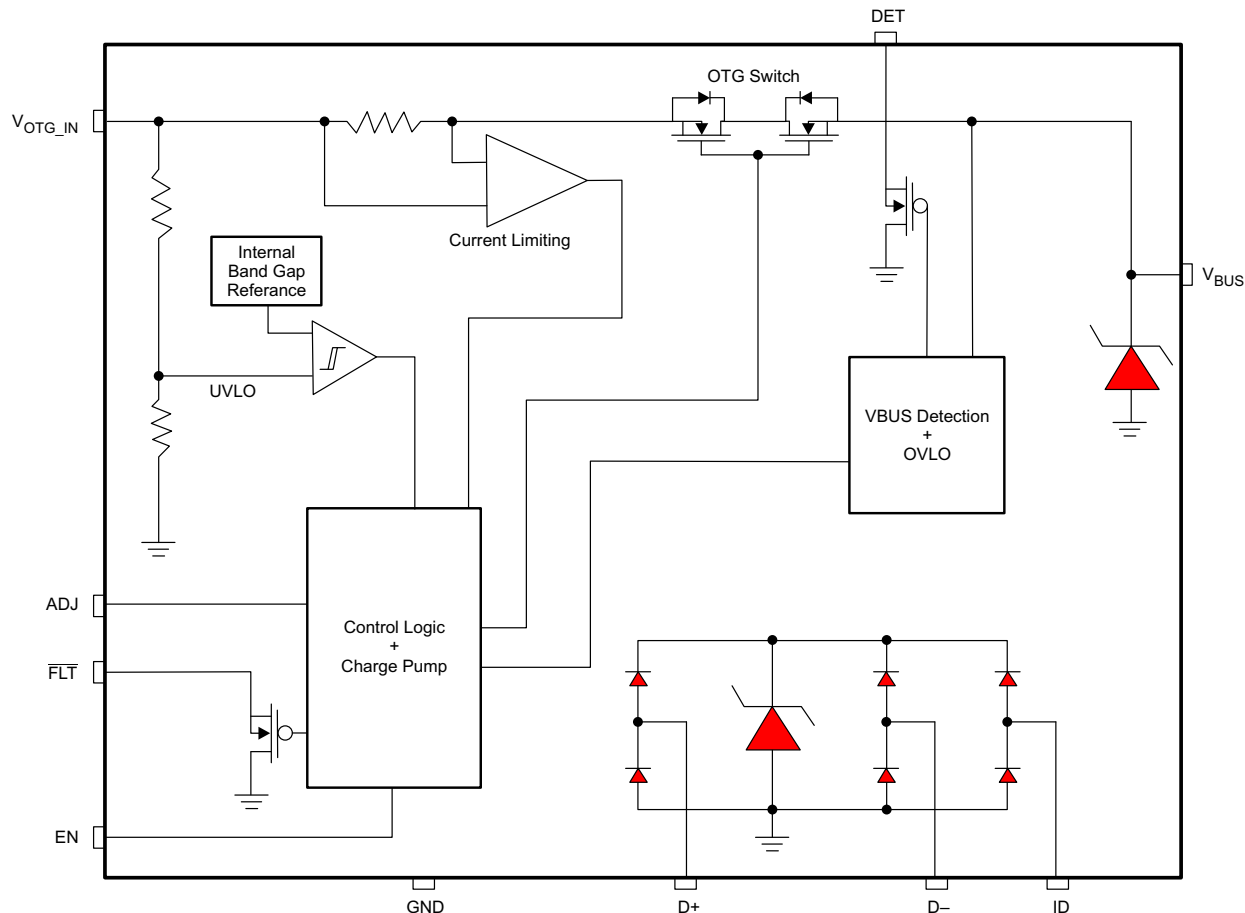 DET
OTG Switch
VOTG_IN
Current Limiting
Internal
Band Gap
Referance
VBUS
UVLO
VBUS Detection
+
OVLO
ADJ
Control Logic
+
Charge Pump
FLT
EN
GND
D+
D–
ID